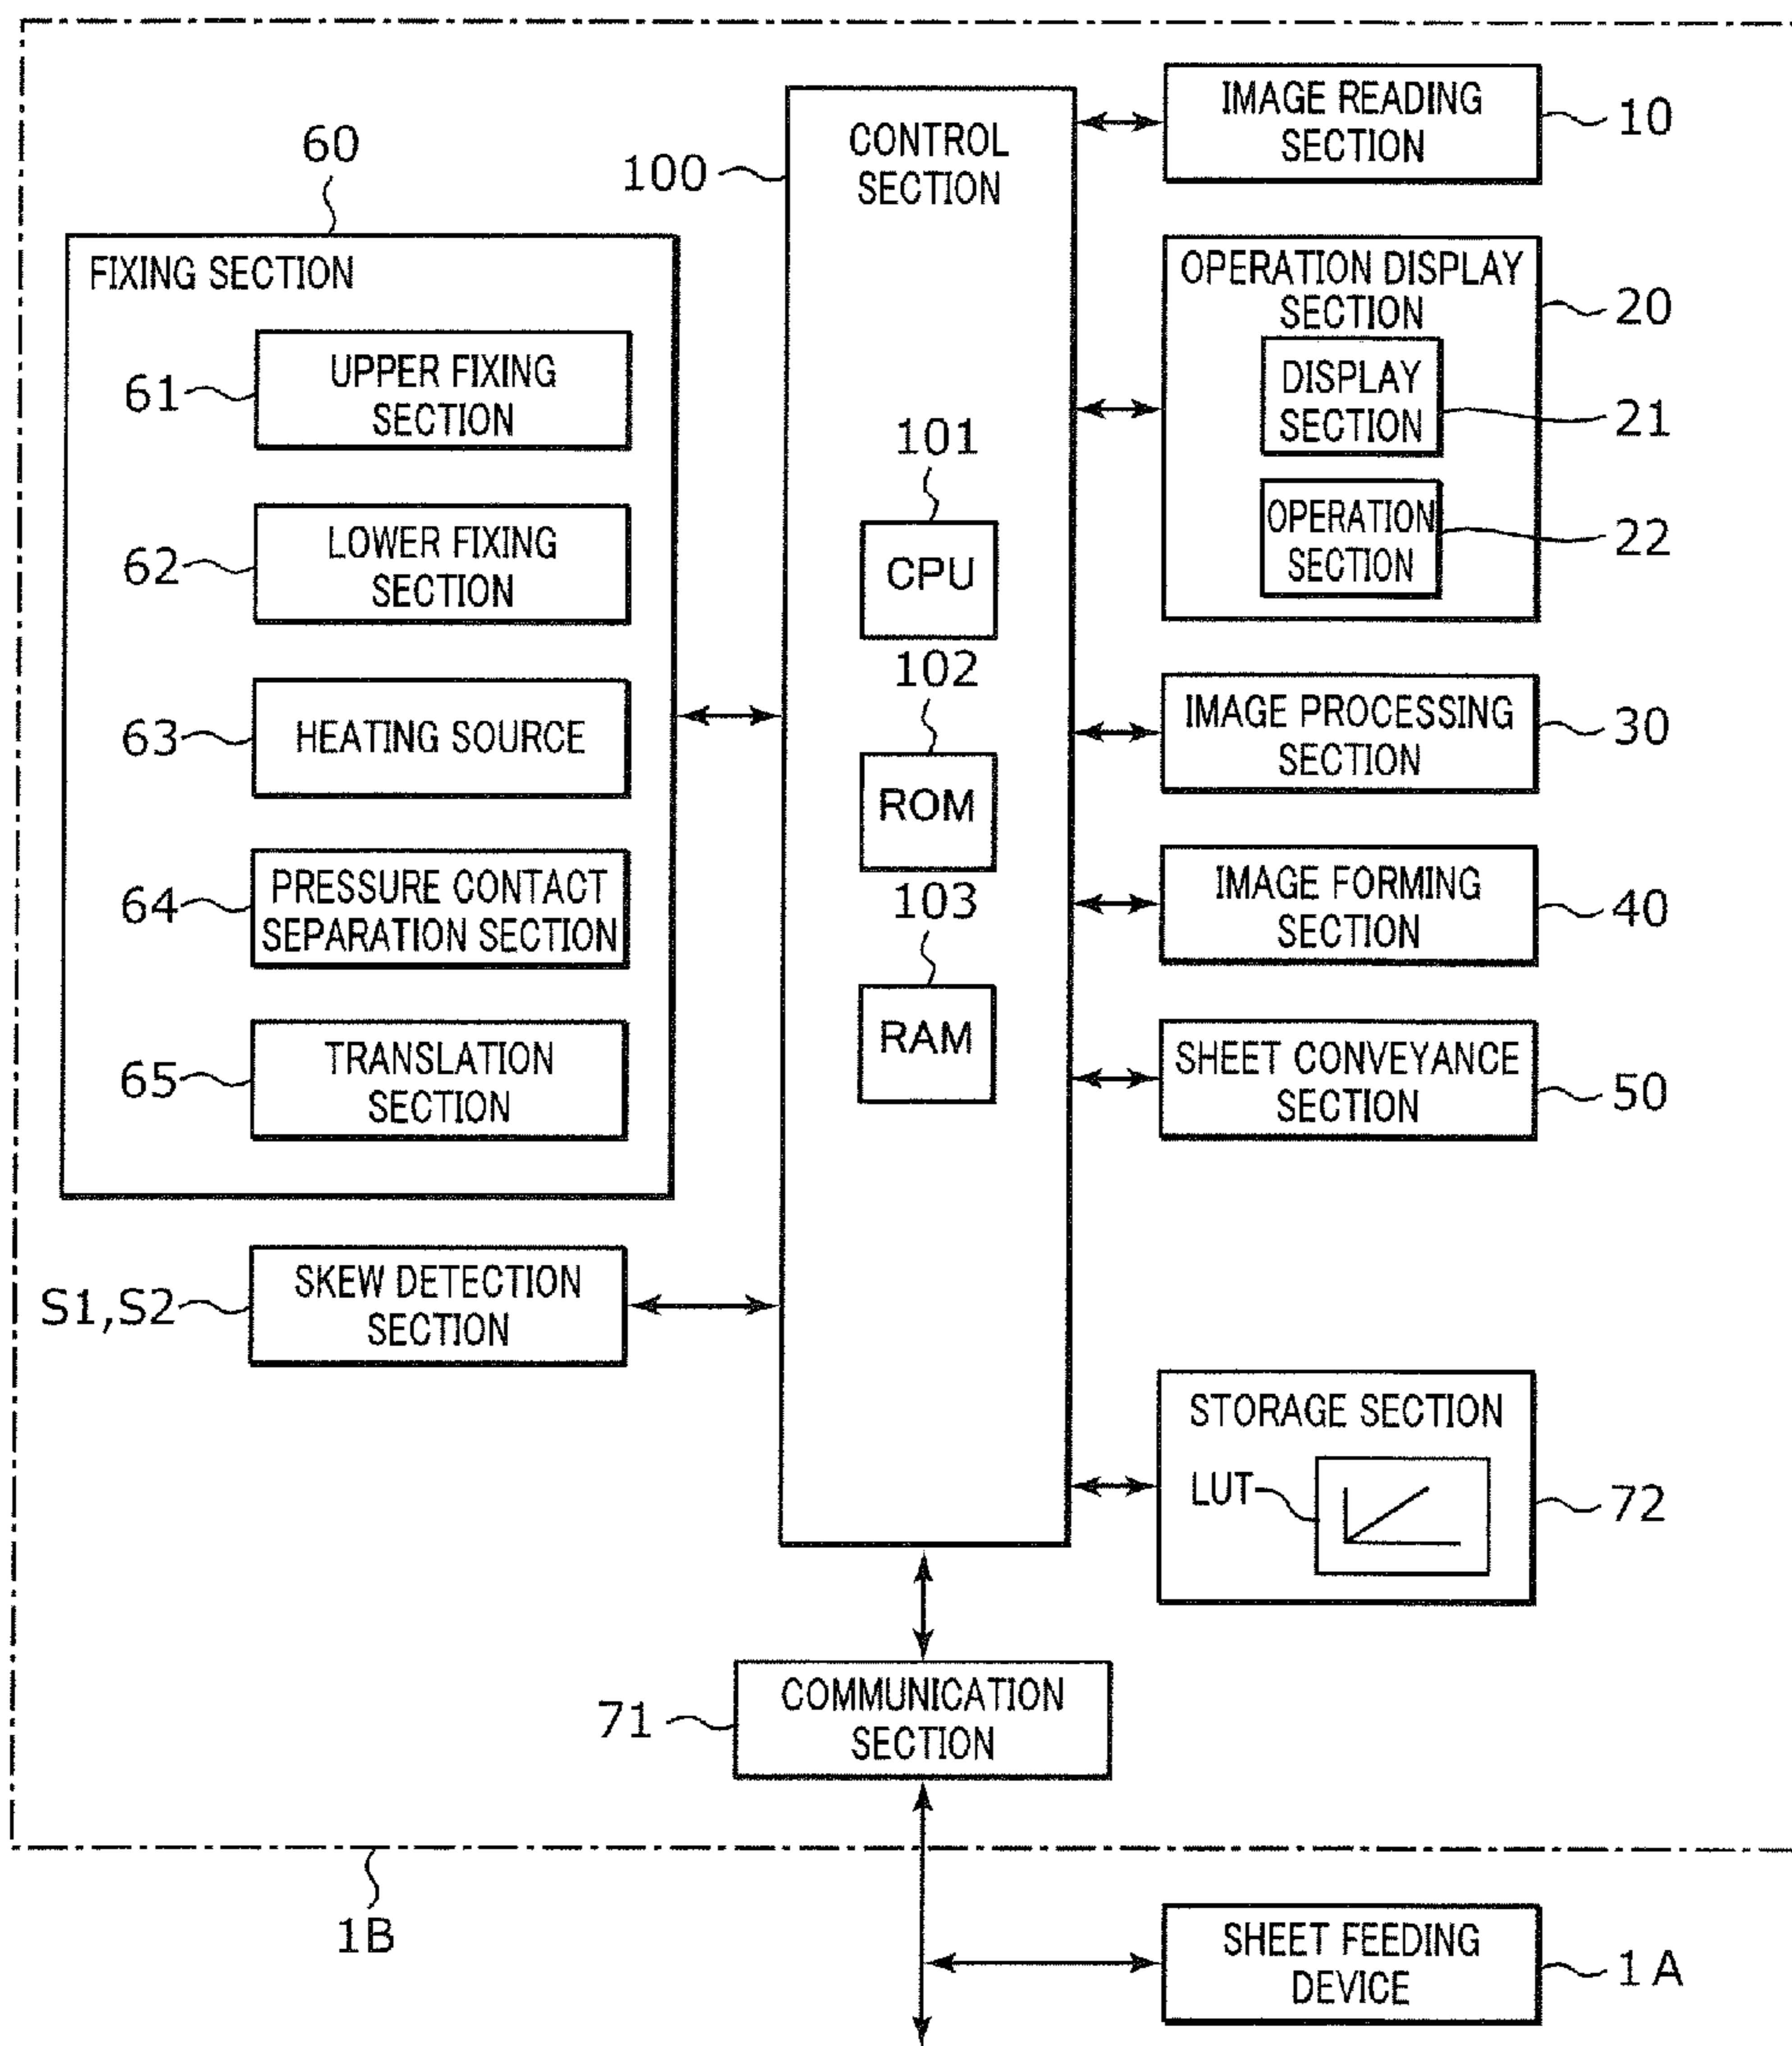 60
FIXING SECTION
61
UPPER FIXING
SECTION
62
LOWER FIXING
SECTION
63
HEATING SOURCE
64
PRESSURE CONTACT
SEPARATION SECTION
65
TRANSLATION
SECTION
S1,S2
SKEW DETECTION
SECTION
100
CONTROL
SECTION
101
CPU
102
ROM
103
RAM
IMAGE READING
SECTION
10
OPERATION DISPLAY
SECTION
20
DISPLAY
SECTION
21
OPERATION
SECTION
22
IMAGE PROCESSING
SECTION
30
IMAGE FORMING
SECTION
40
SHEET CONVEYANCE
SECTION
50
STORAGE SECTION
LUT
72
71
COMMUNICATION
SECTION
1B
SHEET FEEDING
DEVICE
1A